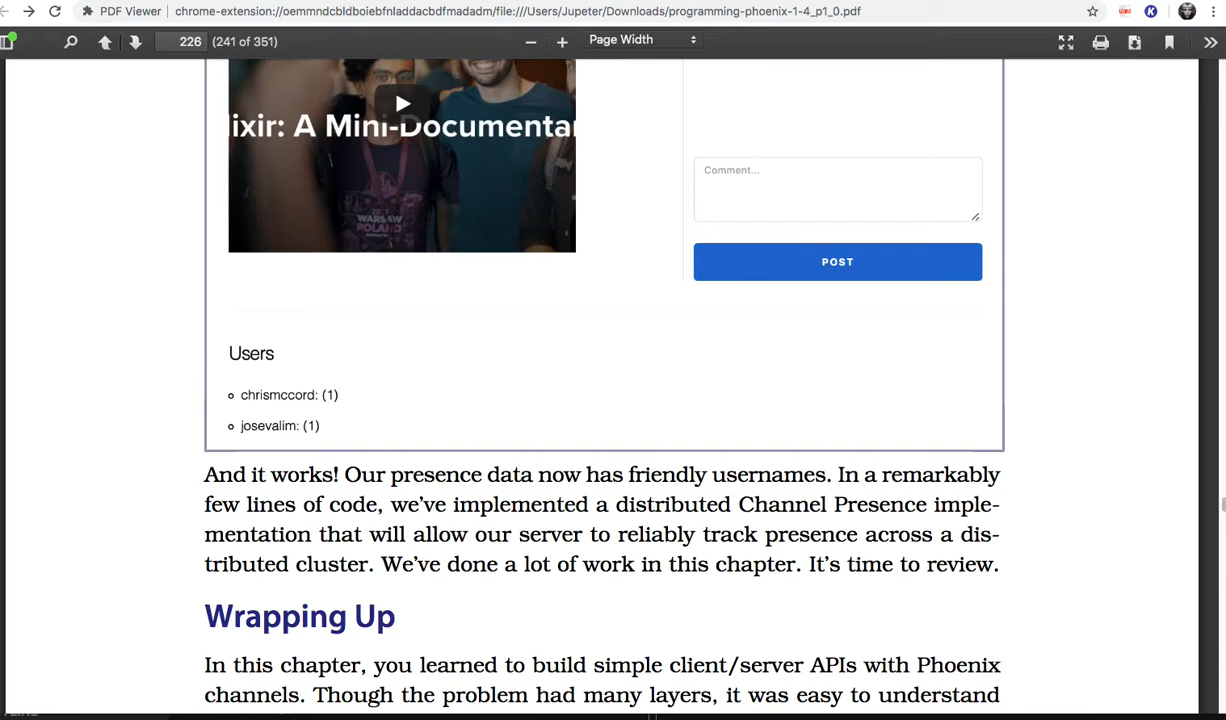 PDF Viewer chrome-extension://oemmndcbldboiebfnladdacbdfmadadm/file:///Users/Jupeter/Downloads/programming-phoenix-1-4_p1_0.pdf
226 (241 of 351) Page Width
lixir: A Mini-Documentar
WARSAW
POLAND
Comment...
POST
Users
chrismccord: (1)
josevalim: (1)
And it works! Our presence data now has friendly usernames. In a remarkably
few lines of code, we've implemented a distributed Channel Presence imple-
mentation that will allow our server to reliably track presence across a dis-
tributed cluster. We've done a lot of work in this chapter. It's time to review.
Wrapping Up
In this chapter, you learned to build simple client/server APIs with Phoenix
channels. Though the problem had many layers, it was easy to understand